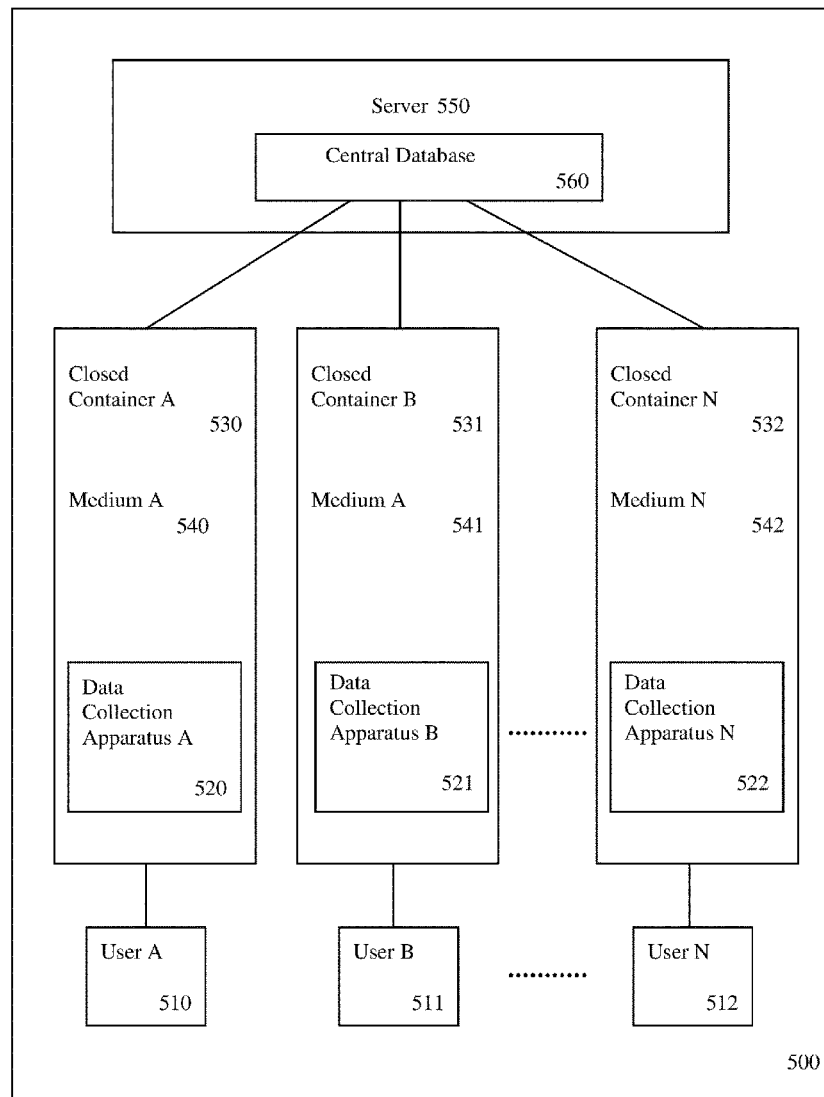 Server 550
Central Database
560
Closed
Container A
530
Closed
Container B
531
Closed
Container N
532
Medium A
540
Medium A
541
Medium N
542
Data
Collection
Apparatus A
520
Data
Collection
Apparatus B
521
Data
Collection
Apparatus N
522
User A
510
User B
511
User N
512
500